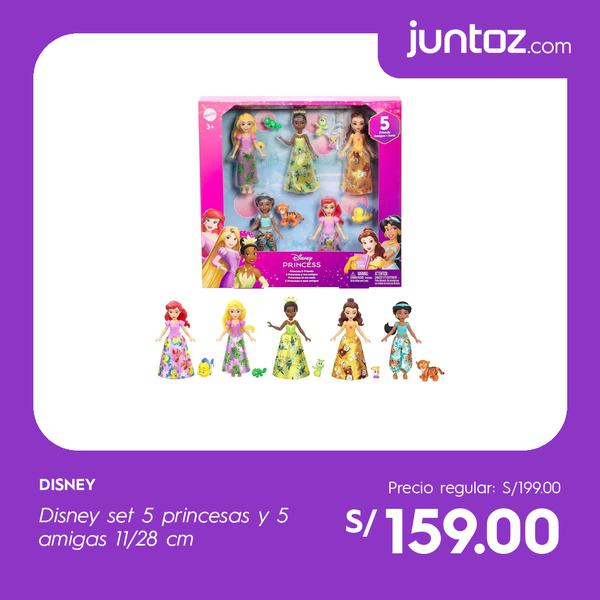 juntoz.com
3+
5
Disney
PRINCESS
DISNEY
Disney set 5 princesas y 5
amigas 11/28 cm
Precio regular: S/199.00
S/159.00